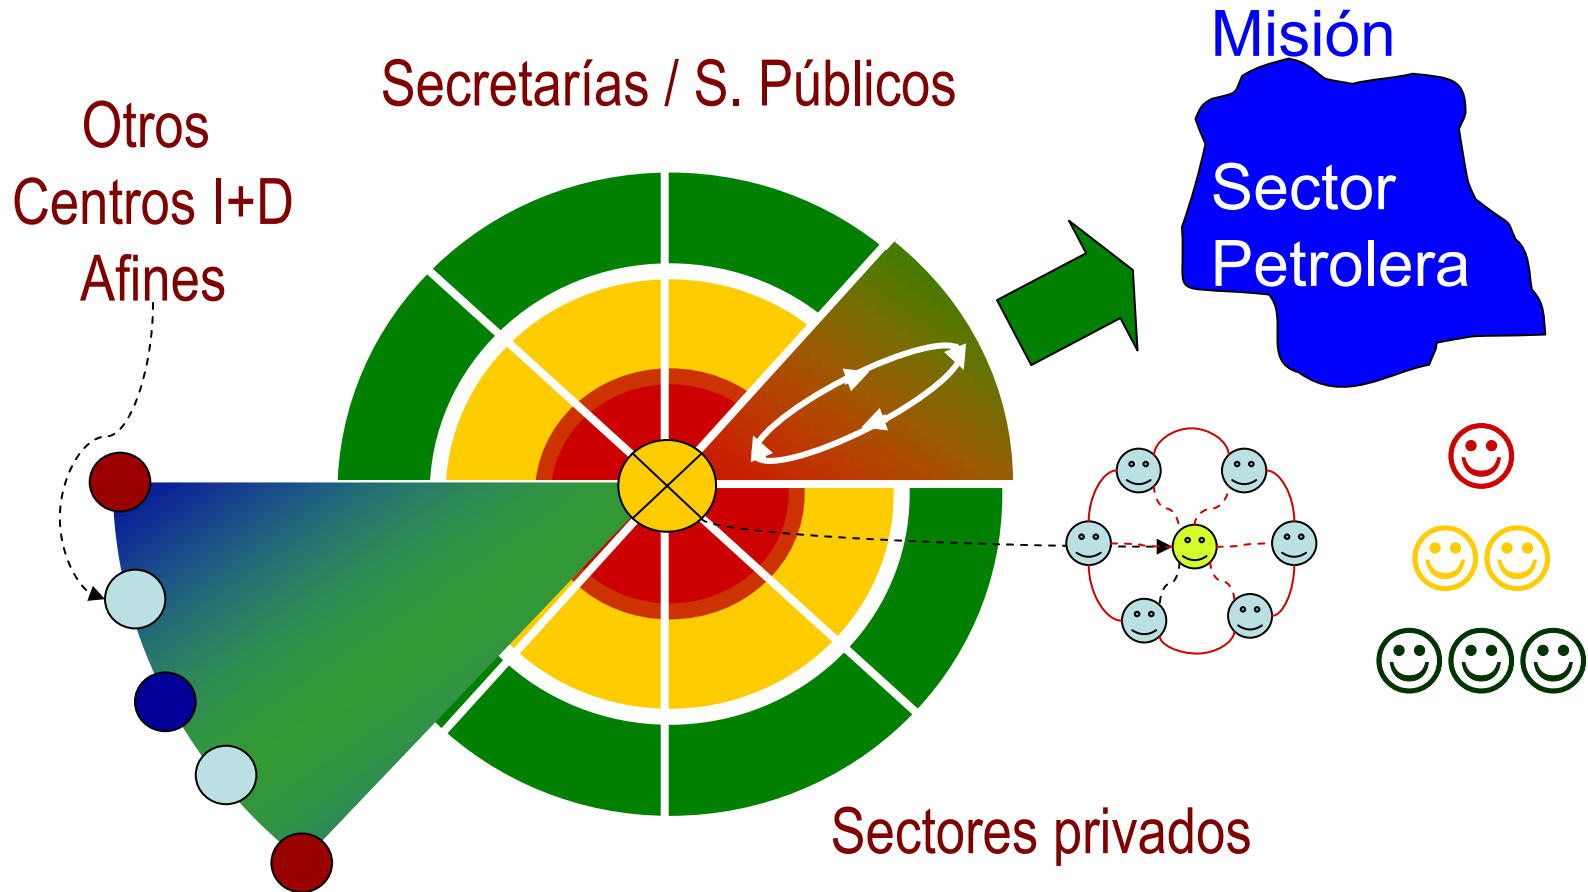 Misión
Secretarías / S. Públicos
Otros
Centros I+D
Afines
Sector
Petrolera
Sectores privados